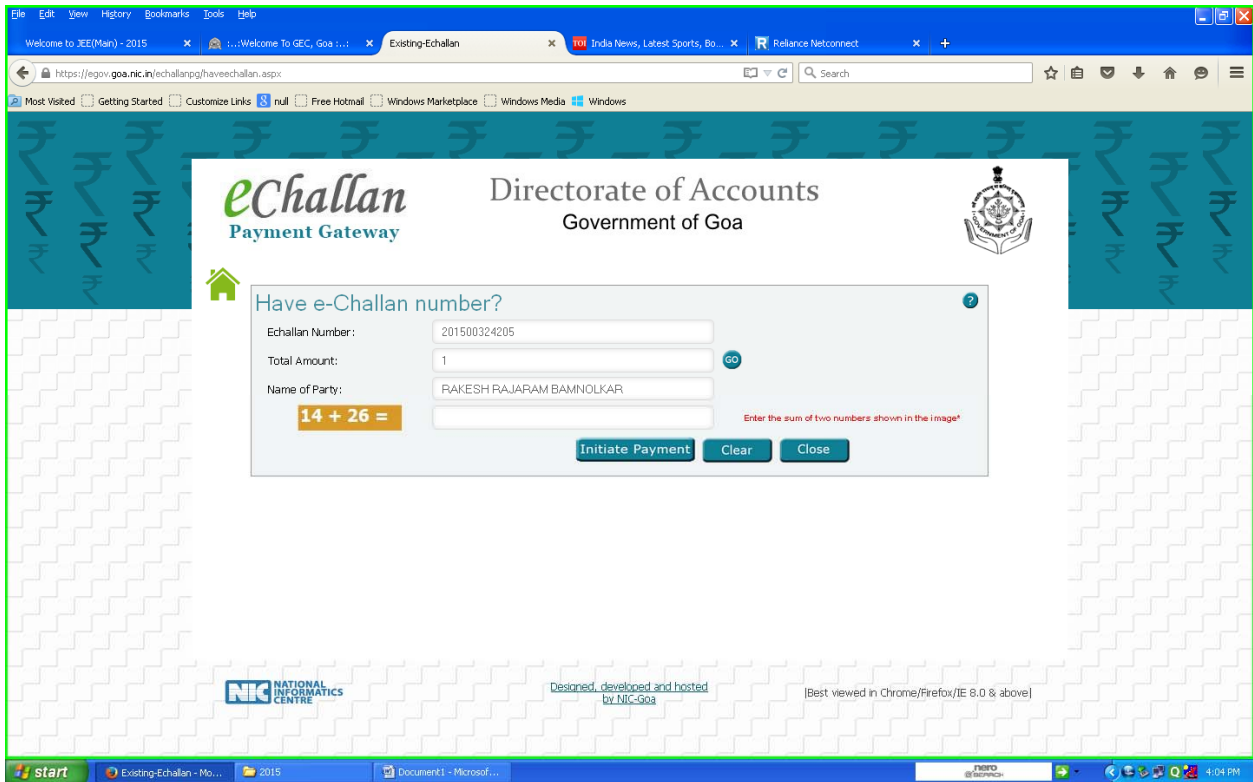 File Edit View History Bookmarks Tools Help
Welcome to JEE(Main) - 2015 :..:Welcome To GEC, Goa :..: Existing-Echallan TOI India News, Latest Sports, Bo... R Reliance Netconnect
https://egov.goa.nic.in/echallanpg/haveechallan.aspx Search
Most Visited Getting Started Customize Links 8 null Free Hotmail Windows Marketplace Windows Media Windows
eChallan
Payment Gateway
Directorate of Accounts
Government of Goa
Have e-Challan number? ?
Echallan Number: 201500324205
Total Amount: 1 GO
Name of Party: RAKESH RAJARAM BAMNOLKAR
14 + 26 = Enter the sum of two numbers shown in the image*
Initiate Payment Clear Close
NIC NATIONAL
INFORMATICS
CENTRE
Designed, developed and hosted
by NIC-Goa
[Best viewed in Chrome/Firefox/IE 8.0 & above]
start Existing-Echallan - Mo... 2015 Document1 - Microsof... nero SEARCH 4:04 PM